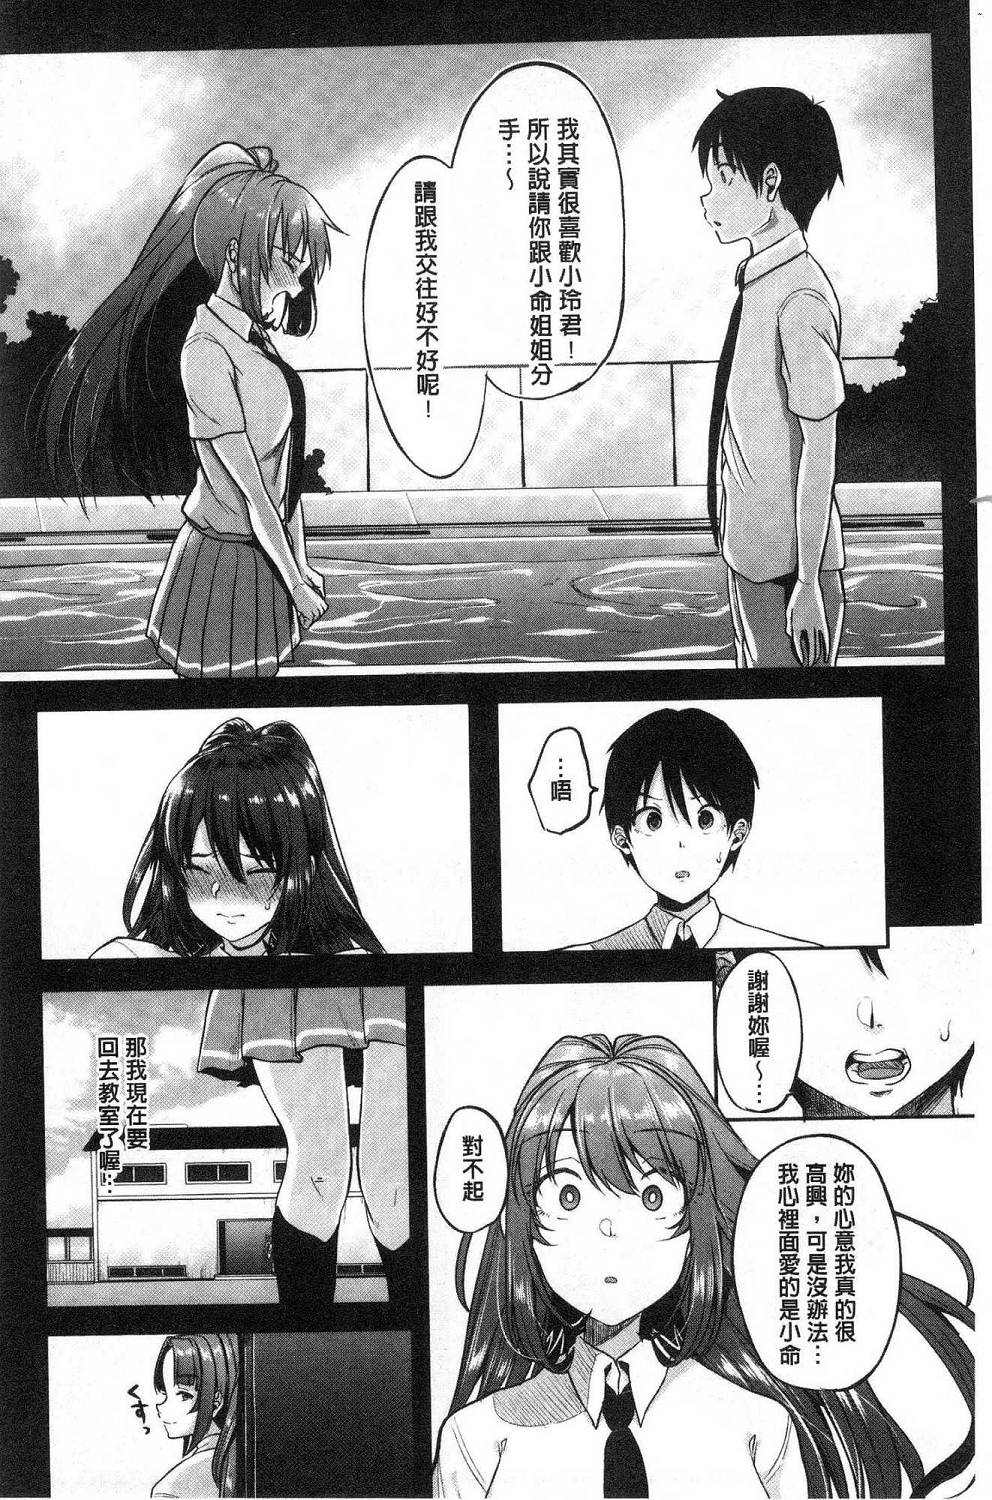 我其實很喜歡小玲君！
所以說請你跟小命姐姐分
手…～
請跟我交往好不好呢！
…唔
謝謝妳喔～…
妳的心意我真的很
高興，可是沒辦法…
我心裡面愛的是小命
對不起
那我現在要
回去教室了喔…
くすっ